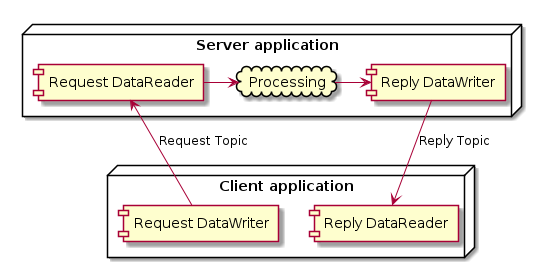 Server application
Request DataReader
Processing
Reply DataWriter
Request Topic
Reply Topic
Client application
Request DataWriter
Reply DataReader